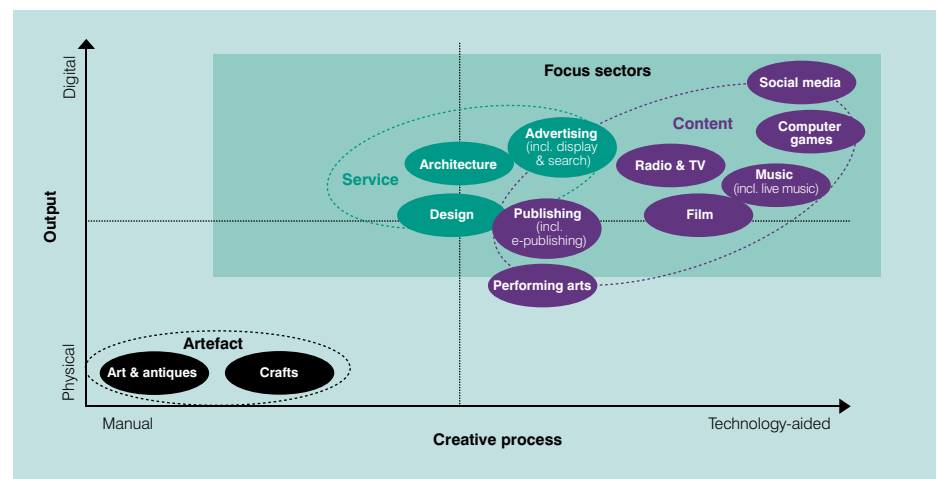 Digital
Output
Physical
Focus sectors
Social media
Content
Computer
games
Advertising
(incl. display
& search)
Architecture
Service
Radio & TV
Music
(incl. live music)
Design
Publishing
(incl.
e-publishing)
Film
Performing arts
Artefact
Art & antiques
Crafts
Manual
Technology-aided
Creative process